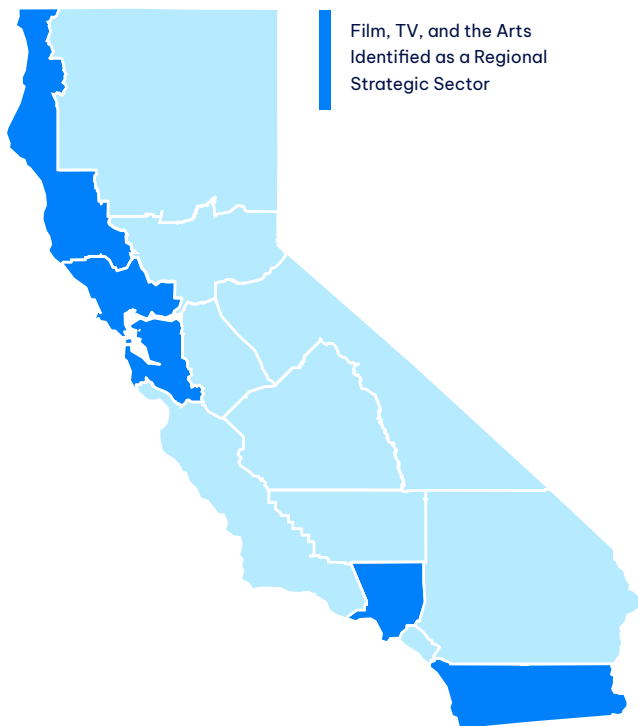 Film, TV, and the Arts
Identified as a Regional
Strategic Sector